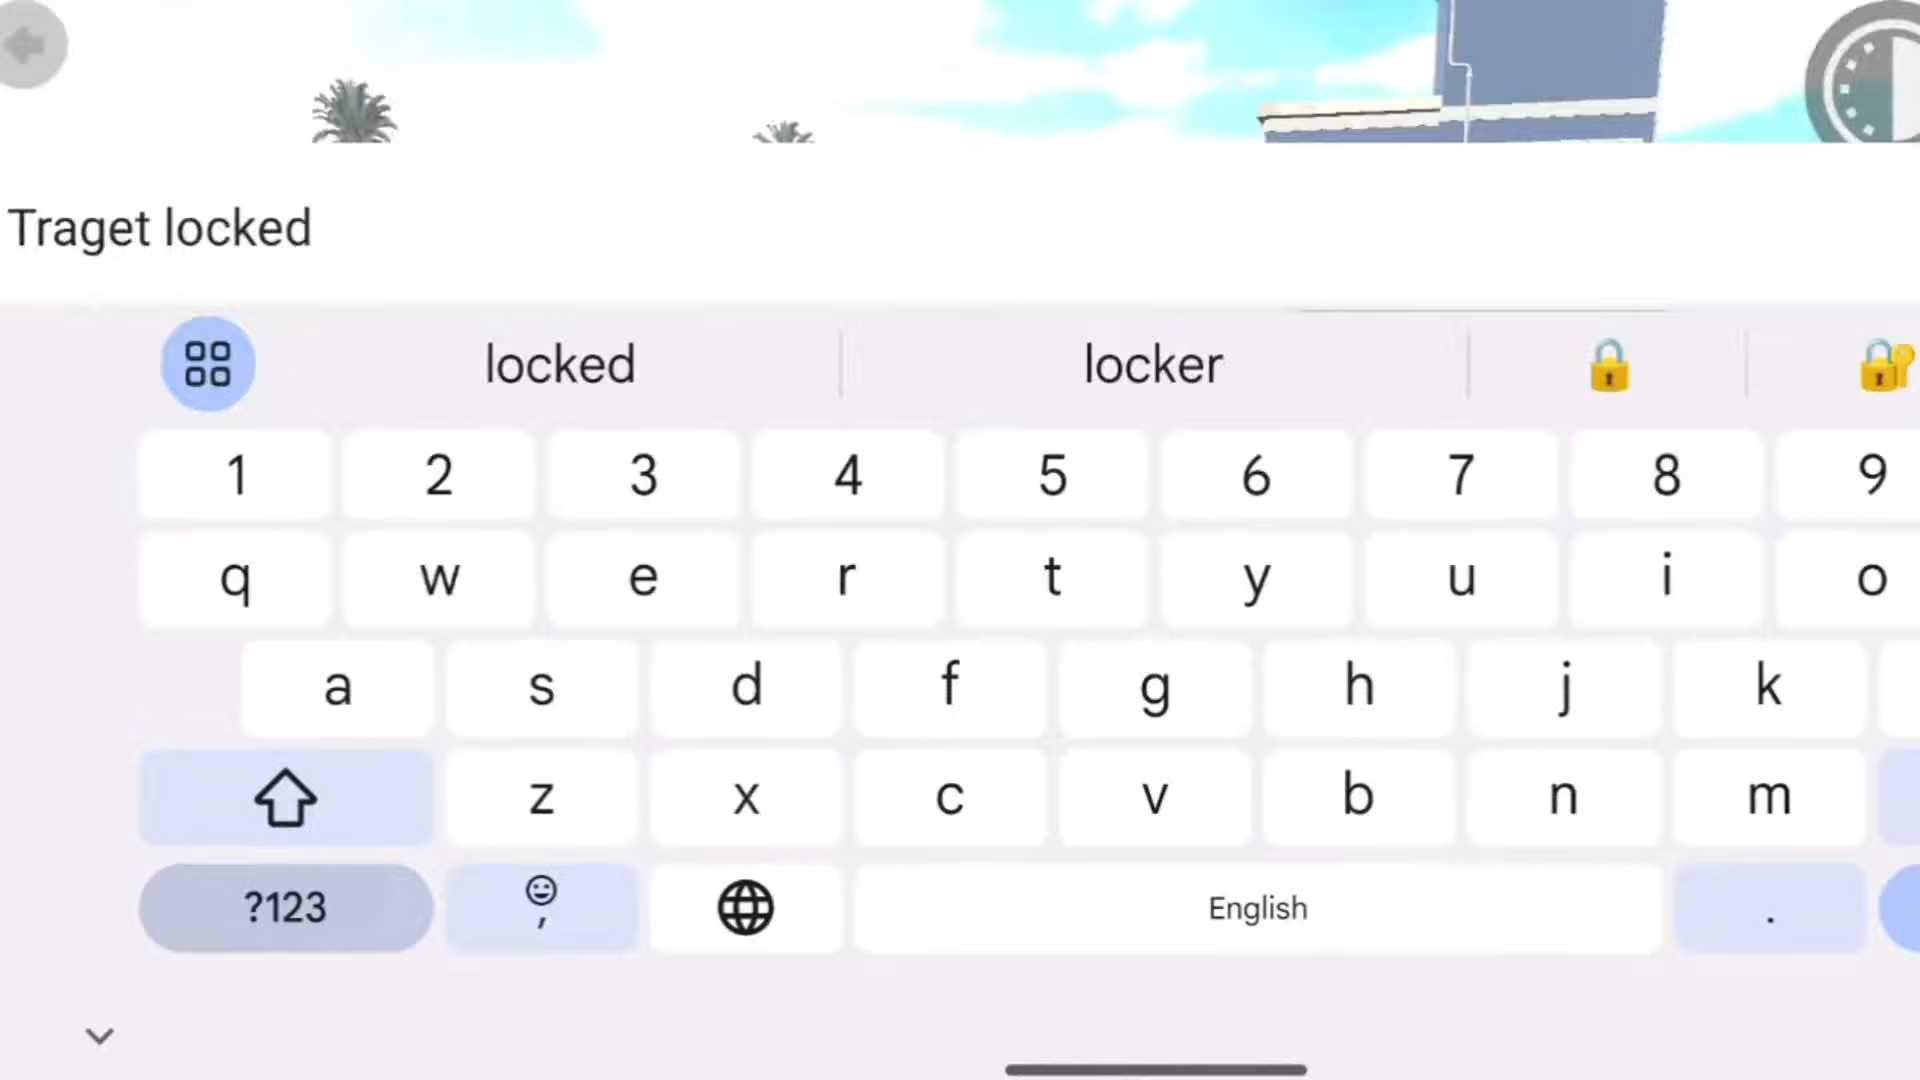 Traget locked
locked locker 🔒 🔐
1 2 3 4 5 6 7 8 9
q w e r t y u i o
a s d f g h j k
z x c v b n m
?123 , English .